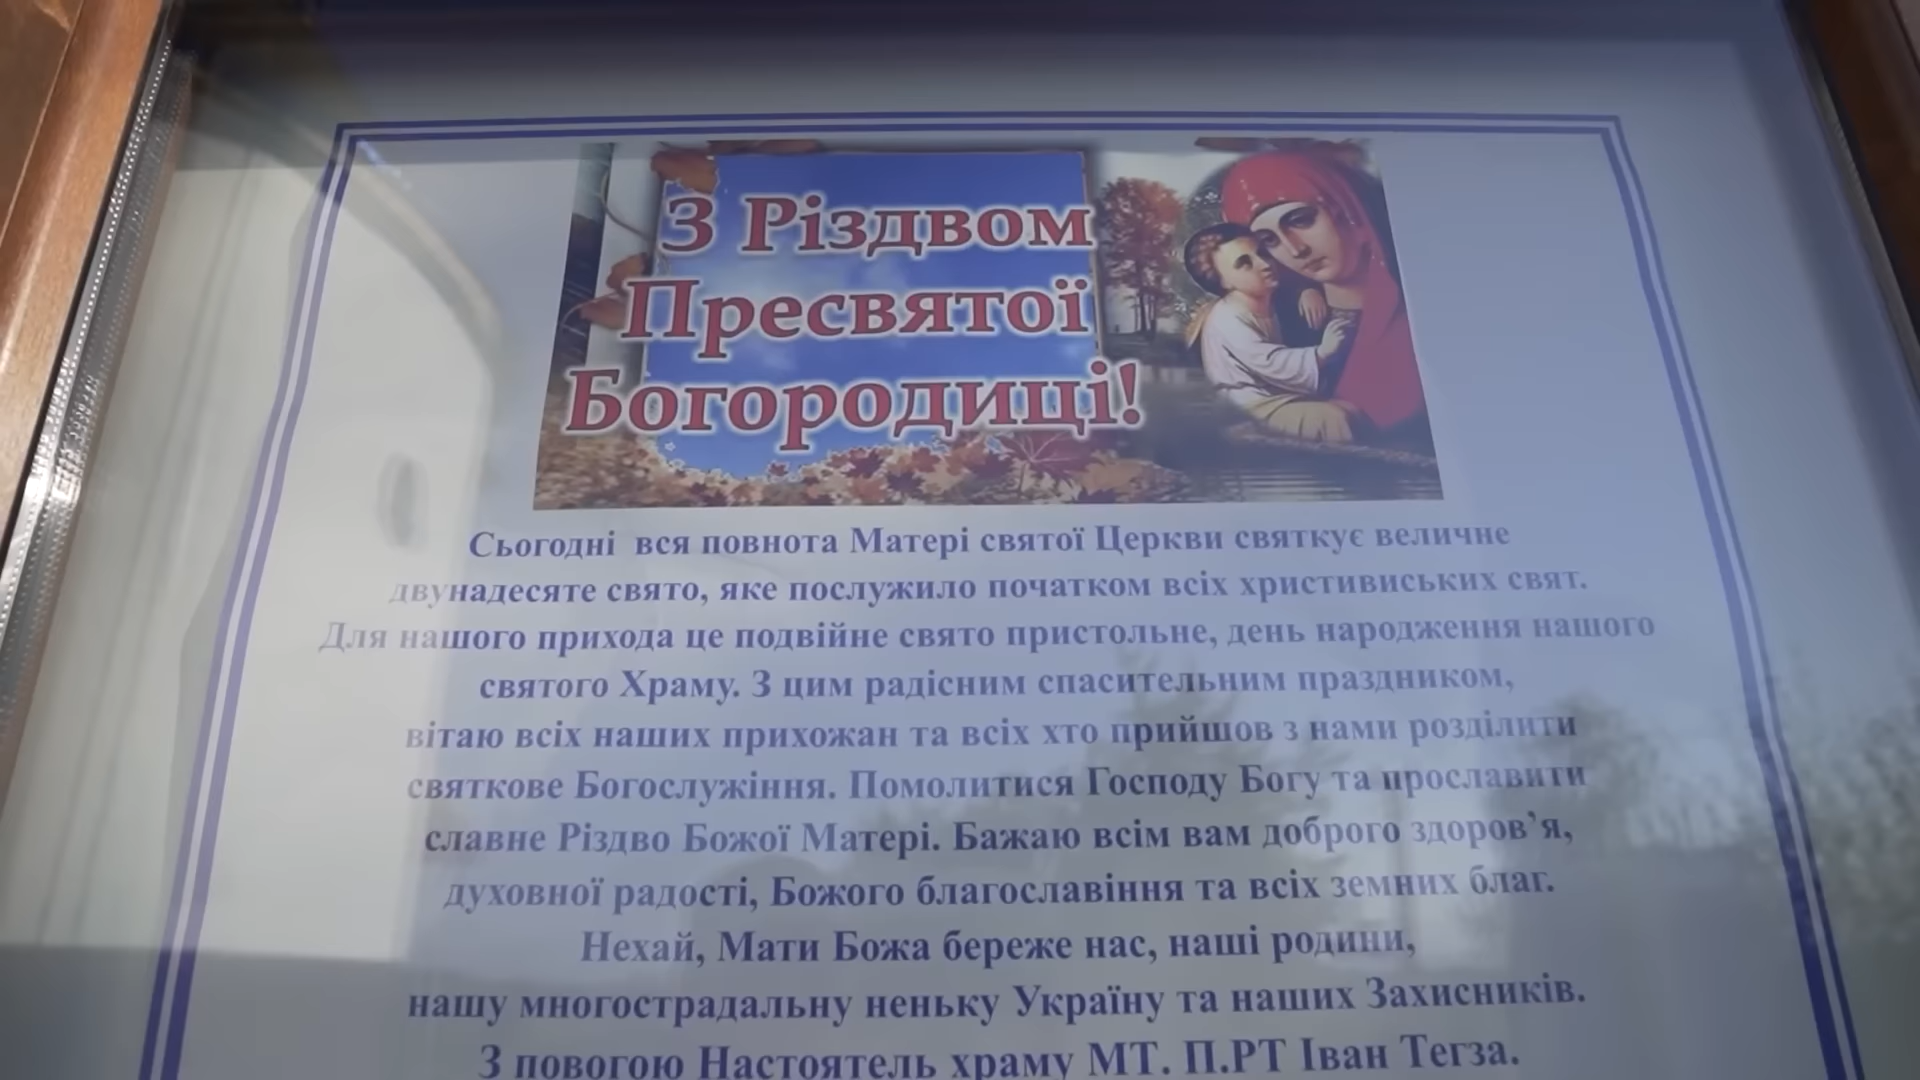 З Різдвом
Пресвятої
Богородиці!
Сьогодні вся повнота Матері святої Церкви святкує величне
двунадесяте свято, яке послужило початком всіх християвиських свят.
Для нашого прихода це подвійне свято пристольне, день народження нашого
святого Храму. З цим радісним спасительним праздником,
вітаю всіх наших прихожан та всіх хто прийшов з нами розділити
святкове Богослужіння. Помолитися Господу Богу та прославити
славне Різдво Божої Матері. Бажаю всім вам доброго здоров’я,
духовної радості, Божого благославіння та всіх земних благ.
Нехай, Мати Божа береже нас, наші родини,
нашу многострадальну неньку Україну та наших Захисників.
З повогою Настоятель храму МТ. П.РТ Іван Тегза.